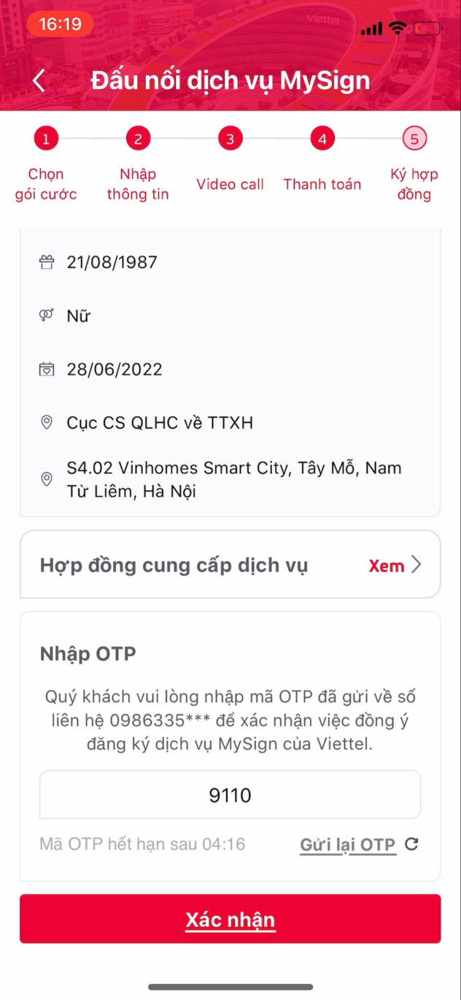 16:19
viettel
Đấu nối dịch vụ MySign
1
2
3
4
5
Chọn
gói cước
Nhập
thông tin
Video call
Thanh toán
Ký hợp
đồng
21/08/1987
Nữ
28/06/2022
Cục CS QLHC về TTXH
S4.02 Vinhomes Smart City, Tây Mỗ, Nam
Từ Liêm, Hà Nội
Hợp đồng cung cấp dịch vụ
Xem
Nhập OTP
Quý khách vui lòng nhập mã OTP đã gửi về số
liên hệ 0986335*** để xác nhận việc đồng ý
đăng ký dịch vụ MySign của Viettel.
9110
Mã OTP hết hạn sau 04:16
Gửi lại OTP
Xác nhận